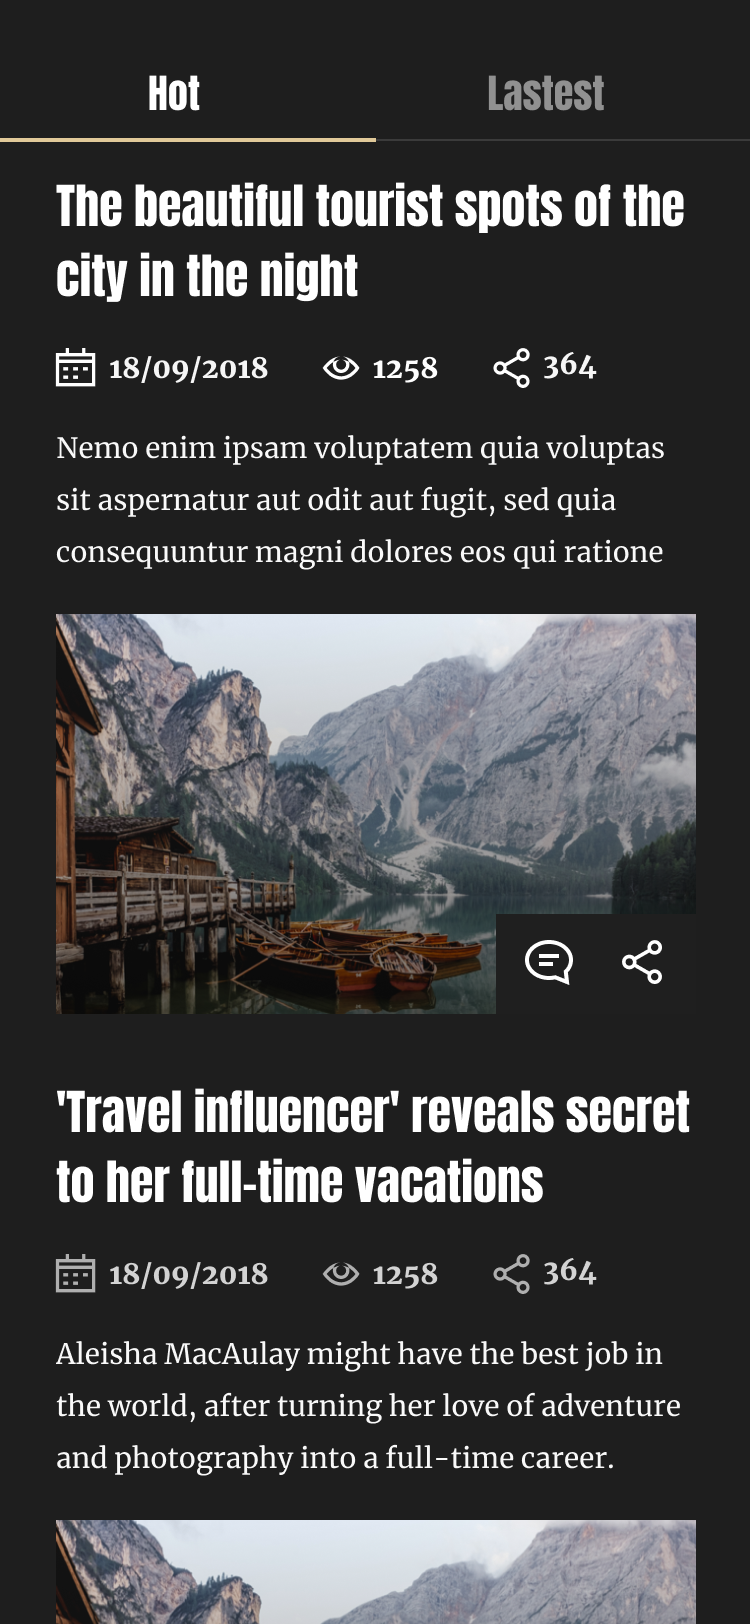 Hot
Lastest
The beautiful tourist spots of the
city in the night
18/09/2018
1258
364
Nemo enim ipsam voluptatem quia voluptas
sit aspernatur aut odit aut fugit, sed quia
consequuntur magni dolores eos qui ratione
'Travel influencer' reveals secret
to her full-time vacations
18/09/2018
1258
364
Aleisha MacAulay might have the best job in
the world, after turning her love of adventure
and photography into a full-time career.